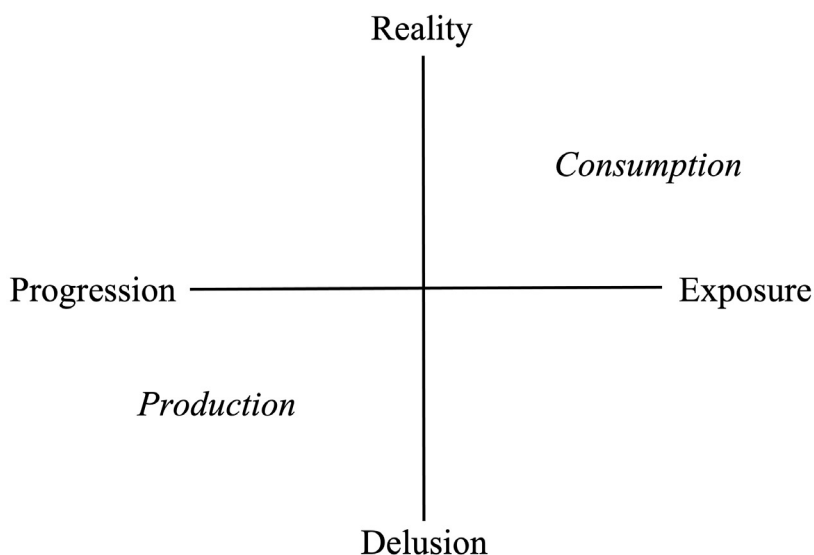 Reality
Consumption
Progression
Exposure
Production
Delusion